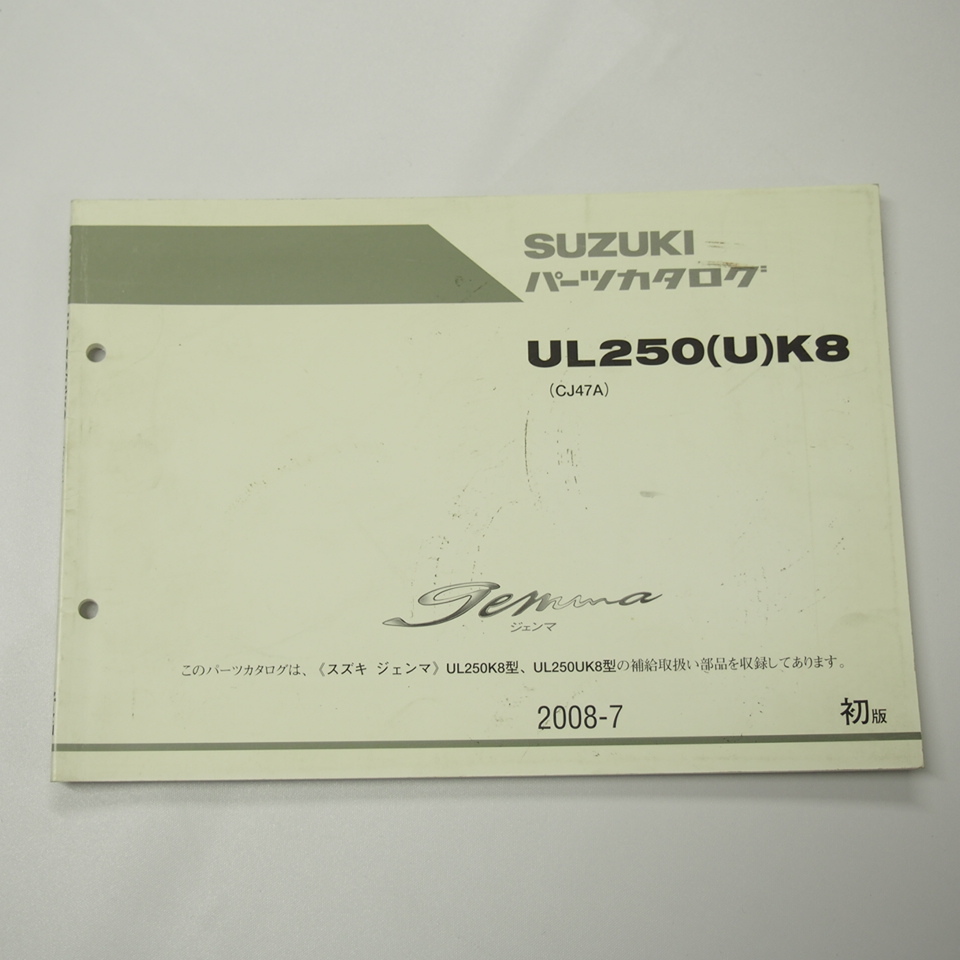 SUZUKI
パーツカタログ
UL250(U)K8
(CJ47A)
Gemma
ジェンマ
このパーツカタログは、《スズキ ジェンマ》UL250K8型、UL250UK8型の補給取扱い部品を収録してあります。
2008-7
初版